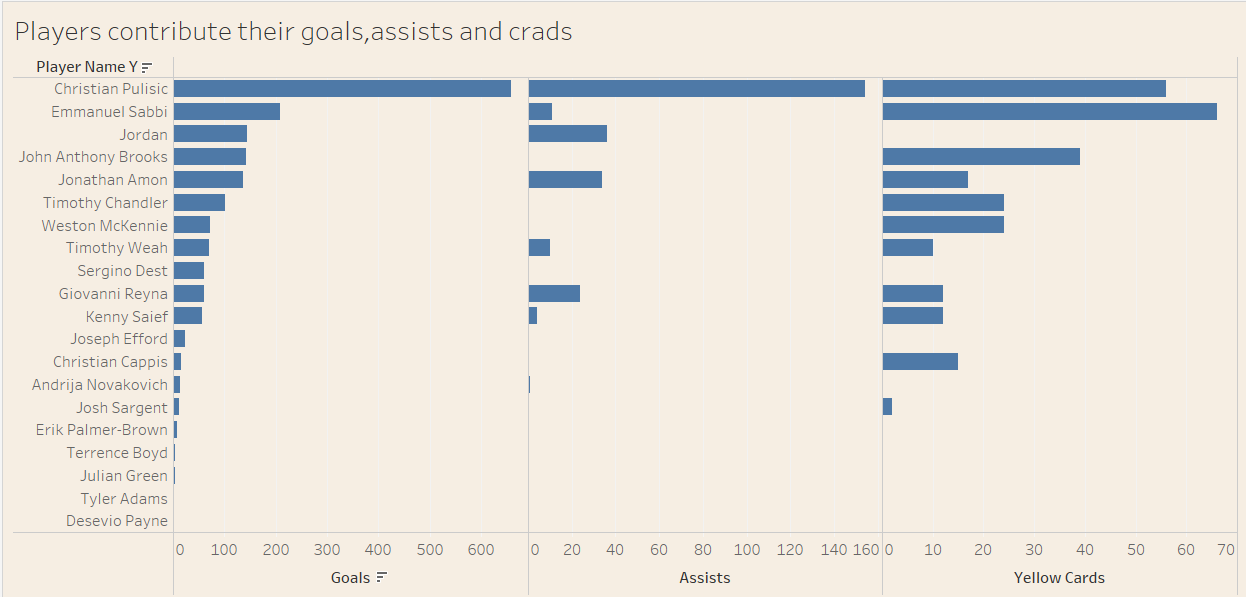 Players contribute their goals,assists and crads
Player Name Y
Christian Pulisic
Emmanuel Sabbi
Jordan
John Anthony Brooks
Jonathan Amon
Timothy Chandler
Weston McKennie
Timothy Weah
Sergino Dest
Giovanni Reyna
Kenny Saief
Joseph Efford
Christian Cappis
Andrija Novakovich
Josh Sargent
Erik Palmer-Brown
Terrence Boyd
Julian Green
Tyler Adams
Desevio Payne
0 100 200 300 400 500 600 0 20 40 60 80 100 120 140 160 0 10 20 30 40 50 60 70
Goals Assists Yellow Cards